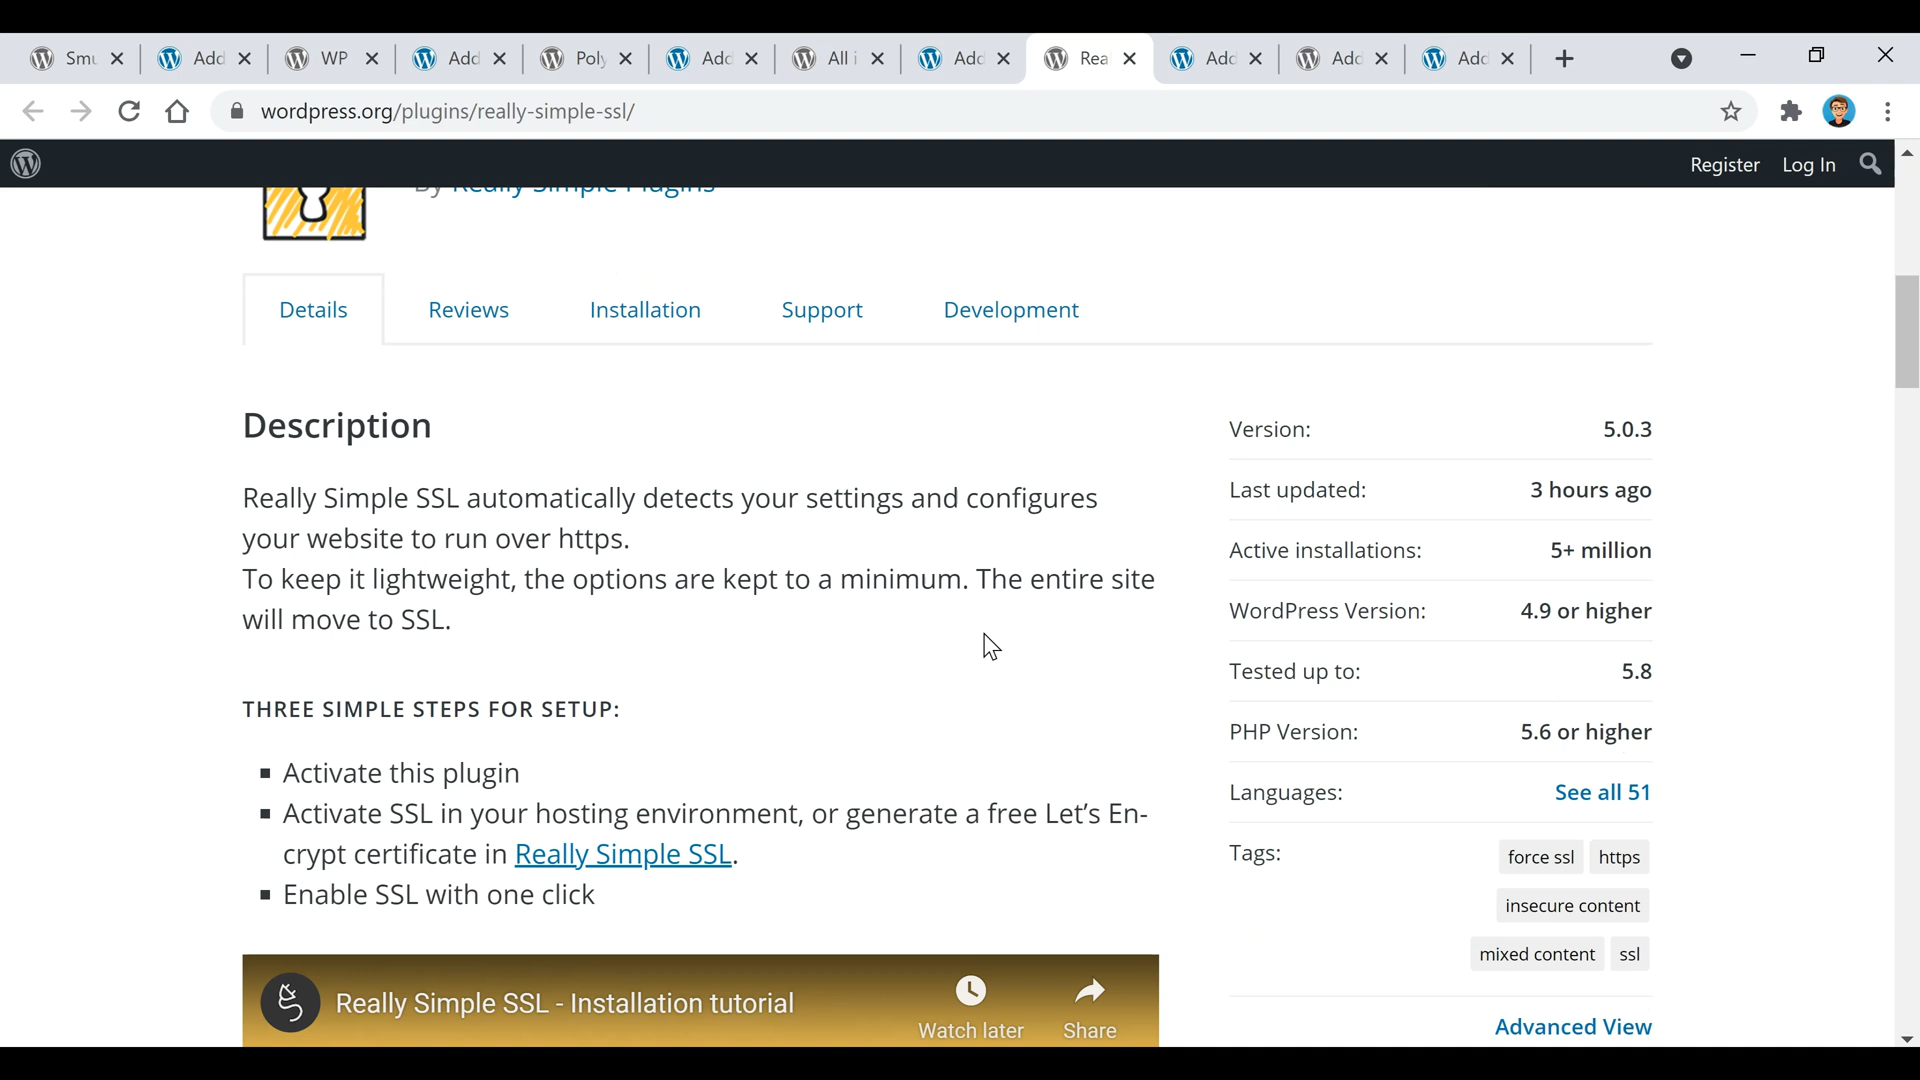 Smu Add WP Add Poly Add All i Add Rea Add Add Add
wordpress.org/plugins/really-simple-ssl/
Register Log In
By Really Simple Plugins
Details Reviews Installation Support Development
Description
Really Simple SSL automatically detects your settings and configures
your website to run over https.
To keep it lightweight, the options are kept to a minimum. The entire site
will move to SSL.
THREE SIMPLE STEPS FOR SETUP:
▪ Activate this plugin
▪ Activate SSL in your hosting environment, or generate a free Let’s En-
crypt certificate in Really Simple SSL.
▪ Enable SSL with one click
Really Simple SSL - Installation tutorial
Watch later Share
Version: 5.0.3
Last updated: 3 hours ago
Active installations: 5+ million
WordPress Version: 4.9 or higher
Tested up to: 5.8
PHP Version: 5.6 or higher
Languages: See all 51
Tags: force ssl https
insecure content
mixed content ssl
Advanced View